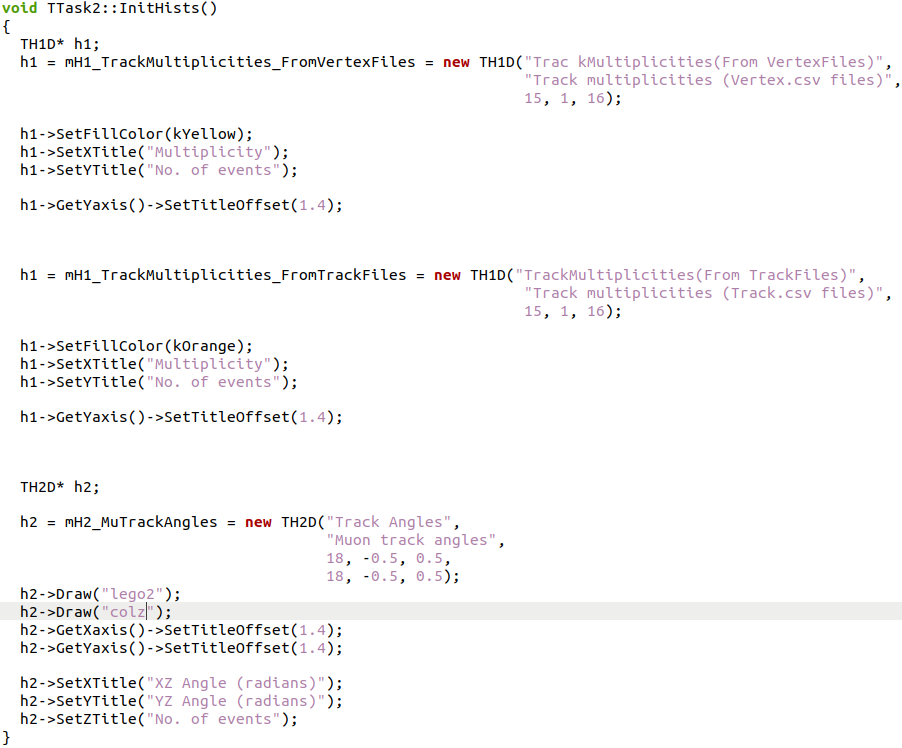 void TTask2::InitHists()
{
  TH1D* h1;
  h1 = mH1_TrackMultiplicities_FromVertexFiles = new TH1D("Trac kMultiplicities(From VertexFiles)",
                                                          "Track multiplicities (Vertex.csv files)",
                                                          15, 1, 16);

  h1->SetFillColor(kYellow);
  h1->SetXTitle("Multiplicity");
  h1->SetYTitle("No. of events");

  h1->GetYaxis()->SetTitleOffset(1.4);

  h1 = mH1_TrackMultiplicities_FromTrackFiles = new TH1D("TrackMultiplicities(From TrackFiles)",
                                                          "Track multiplicities (Track.csv files)",
                                                          15, 1, 16);

  h1->SetFillColor(kOrange);
  h1->SetXTitle("Multiplicity");
  h1->SetYTitle("No. of events");

  h1->GetYaxis()->SetTitleOffset(1.4);

  TH2D* h2;

  h2 = mH2_MuTrackAngles = new TH2D("Track Angles",
                                    "Muon track angles",
                                    18, -0.5, 0.5,
                                    18, -0.5, 0.5);
  h2->Draw("lego2");
  h2->Draw("colz");
  h2->GetXaxis()->SetTitleOffset(1.4);
  h2->GetYaxis()->SetTitleOffset(1.4);

  h2->SetXTitle("XZ Angle (radians)");
  h2->SetYTitle("YZ Angle (radians)");
  h2->SetZTitle("No. of events");
}